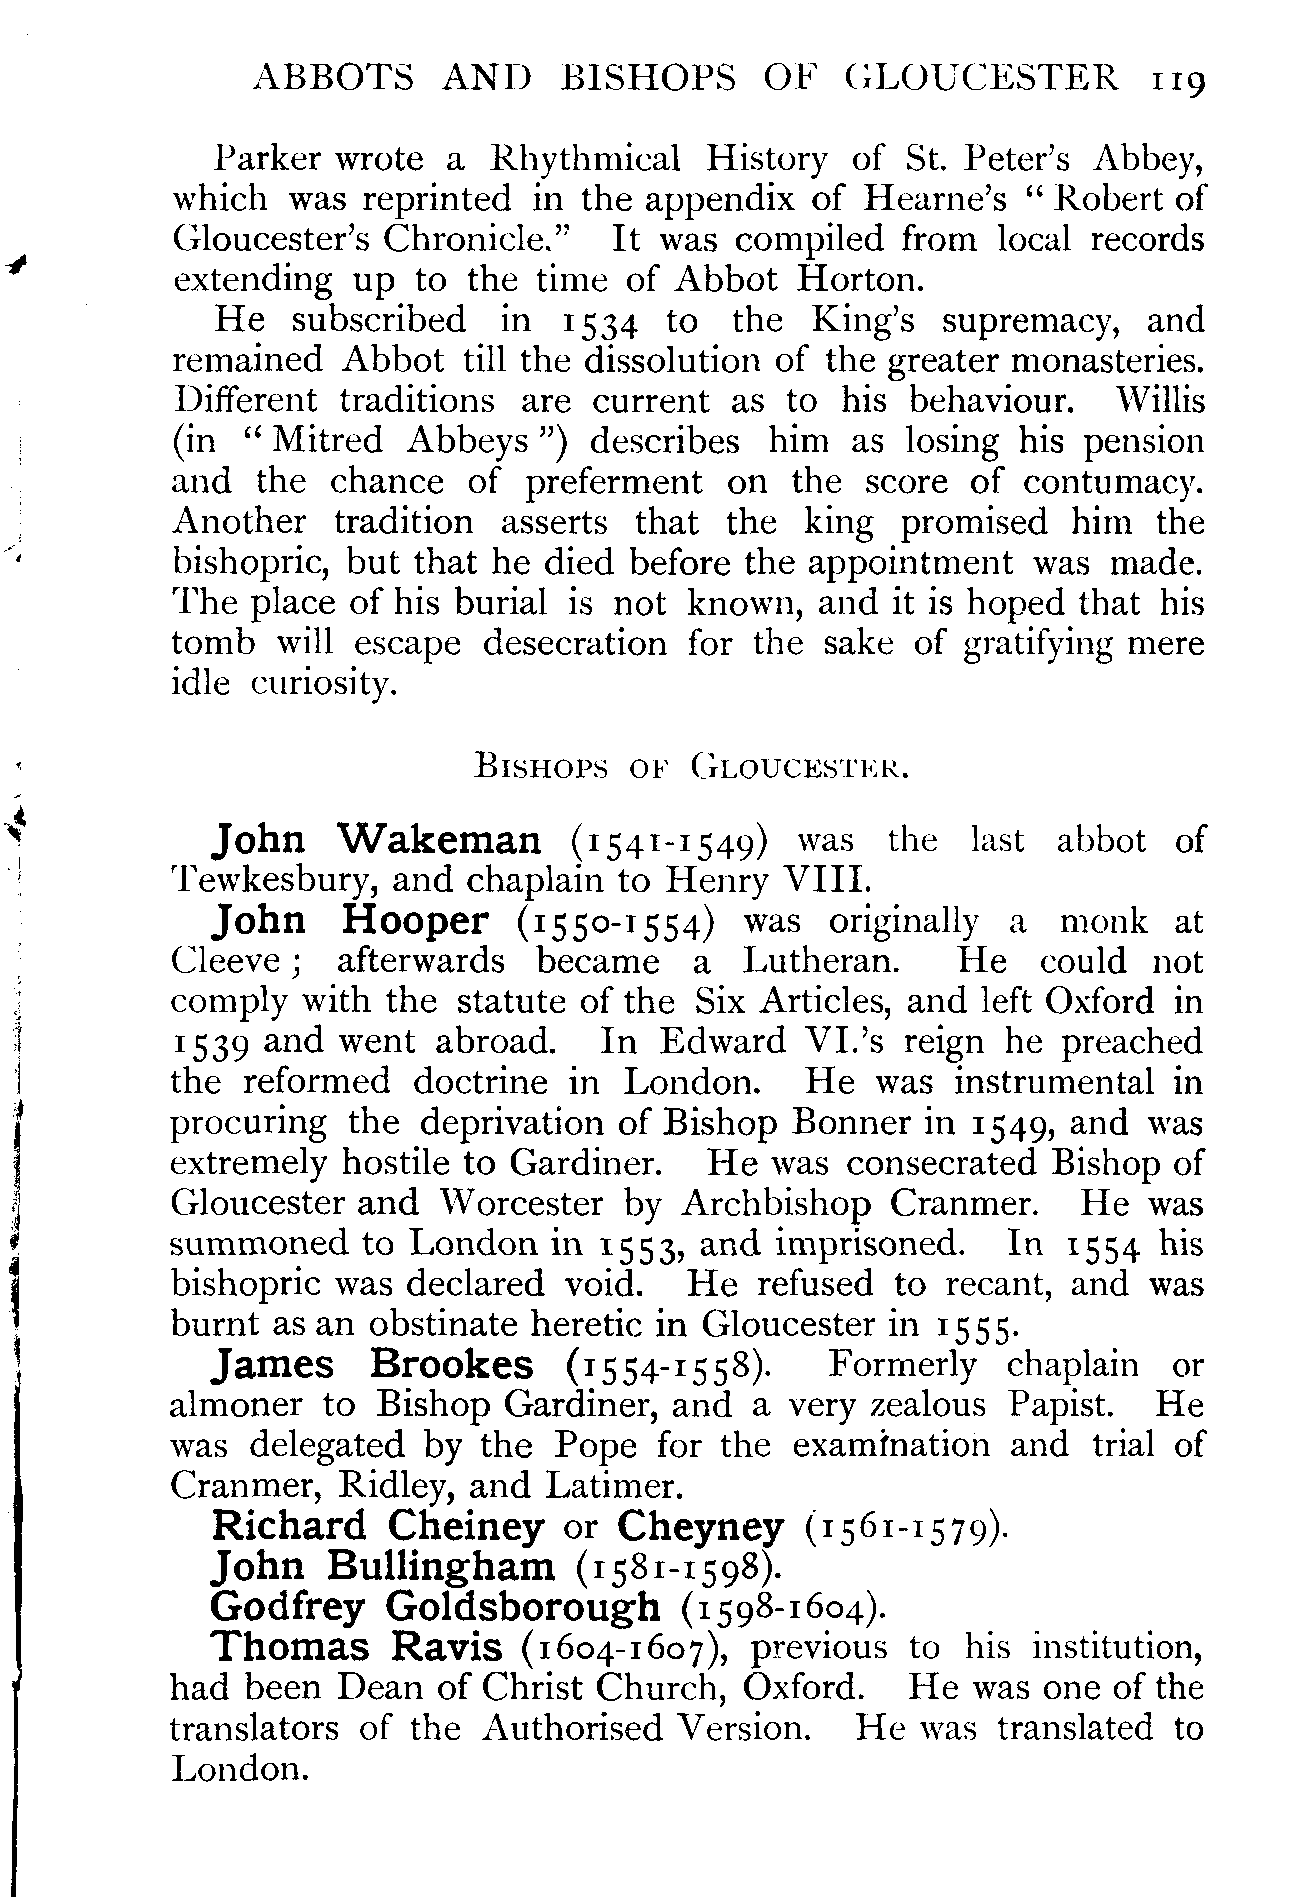 ABBOTS AND BISHOPS OF GLOUCESTER 119
Parker wrote a Rhythmical History of St. Peter's Abbey,
which was reprinted in the appendix of Hearne's “ Robert of
Gloucester's Chronicle.” It was compiled from local records
extending up to the time of Abbot Horton.
He subscribed in 1534 to the King's supremacy, and
remained Abbot till the dissolution of the greater monasteries.
Different traditions are current as to his behaviour. Willis
(in “ Mitred Abbeys ”) describes him as losing his pension
and the chance of preferment on the score of contumacy.
Another tradition asserts that the king promised him the
bishopric, but that he died before the appointment was made.
The place of his burial is not known, and it is hoped that his
tomb will escape desecration for the sake of gratifying mere
idle curiosity.
BISHOPS OF GLOUCESTER.
John Wakeman (1541-1549) was the last abbot of
Tewkesbury, and chaplain to Henry VIII.
John Hooper (1550-1554) was originally a monk at
Cleeve ; afterwards became a Lutheran. He could not
comply with the statute of the Six Articles, and left Oxford in
1539 and went abroad. In Edward VI.'s reign he preached
the reformed doctrine in London. He was instrumental in
procuring the deprivation of Bishop Bonner in 1549, and was
extremely hostile to Gardiner. He was consecrated Bishop of
Gloucester and Worcester by Archbishop Cranmer. He was
summoned to London in 1553, and imprisoned. In 1554 his
bishopric was declared void. He refused to recant, and was
burnt as an obstinate heretic in Gloucester in 1555.
James Brookes (1554-1558). Formerly chaplain or
almoner to Bishop Gardiner, and a very zealous Papist. He
was delegated by the Pope for the examination and trial of
Cranmer, Ridley, and Latimer.
Richard Cheiney or Cheyney (1561-1579).
John Bullingham (1581-1598).
Godfrey Goldsborough (1598-1604).
Thomas Ravis (1604-1607), previous to his institution,
had been Dean of Christ Church, Oxford. He was one of the
translators of the Authorised Version. He was translated to
London.